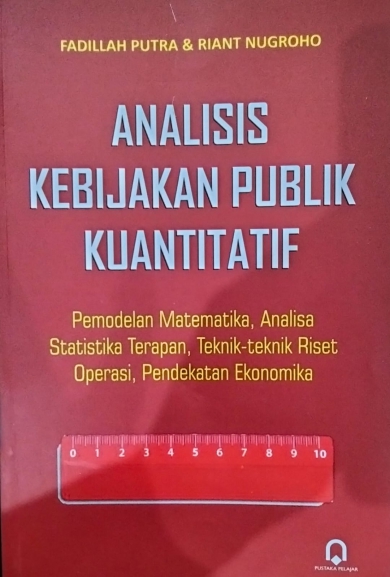 FADILLAH PUTRA & RIANT NUGROHO
ANALISIS
KEBIJAKAN PUBLIK
KUANTITATIF
Pemodelan Matematika, Analisa
Statistika Terapan, Teknik-teknik Riset
Operasi, Pendekatan Ekonomika
0 1 2 3 4 5 6 7 8 9 10
PUSTAKA PELAJAR